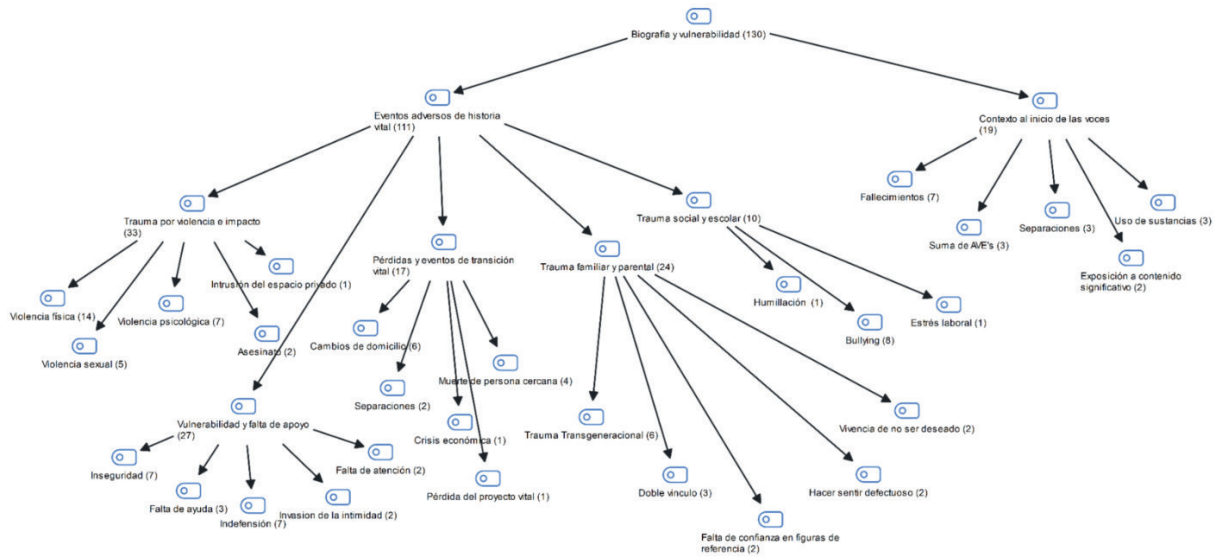 Biografía y vulnerabilidad (130)
Eventos adversos de historia
vital (111)
Contexto al inicio de las voces
(19)
Trauma por violencia e impacto
(33)
Pérdidas y eventos de transición
vital (17)
Trauma familiar y parental (24)
Trauma social y escolar (10)
Fallecimientos (7)
Suma de AVE's (3)
Separaciones (3)
Uso de sustancias (3)
Exposición a contenido
significativo (2)
Violencia física (14)
Violencia sexual (5)
Violencia psicológica (7)
Asesinato (2)
Intrusión del espacio privado (1)
Vulnerabilidad y falta de apoyo
(27)
Inseguridad (7)
Falta de ayuda (3)
Indefensión (7)
Invasion de la intimidad (2)
Falta de atención (2)
Cambios de domicilio (6)
Separaciones (2)
Crisis económica (1)
Pérdida del proyecto vital (1)
Muerte de persona cercana (4)
Trauma Transgeneracional (6)
Doble vínculo (3)
Falta de confianza en figuras de
referencia (2)
Hacer sentir defectuoso (2)
Vivencia de no ser deseado (2)
Humillación (1)
Bullying (8)
Estrés laboral (1)